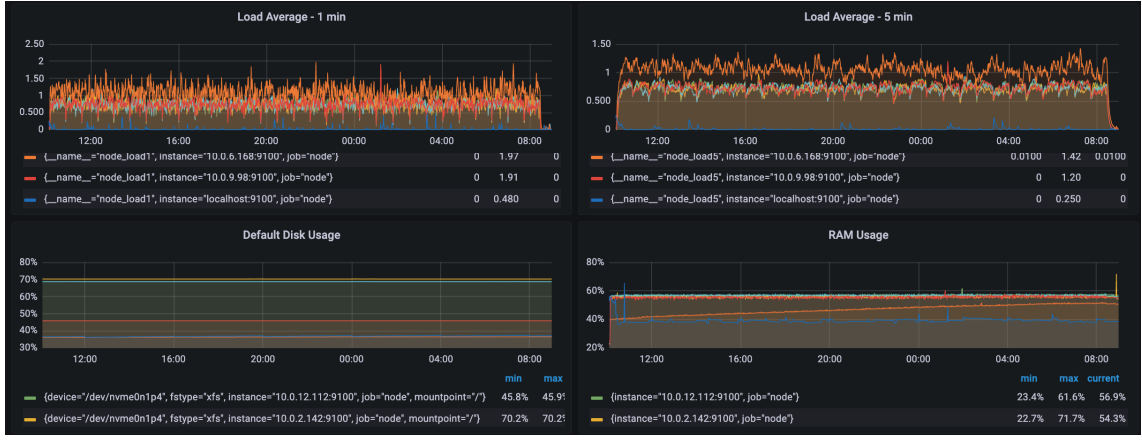 Load Average - 1 min
2.50
2
1.50
1
0.500
0
12:00 16:00 20:00 00:00 04:00 08:00
{__name__="node_load1", instance="10.0.6.168:9100", job="node"} 0 1.97 0
{__name__="node_load1", instance="10.0.9.98:9100", job="node"} 0 1.91 0
{__name__="node_load1", instance="localhost:9100", job="node"} 0 0.480 0
Load Average - 5 min
1.50
1
0.500
0
12:00 16:00 20:00 00:00 04:00 08:00
{__name__="node_load5", instance="10.0.6.168:9100", job="node"} 0.0100 1.42 0.0100
{__name__="node_load5", instance="10.0.9.98:9100", job="node"} 0 1.20 0
{__name__="node_load5", instance="localhost:9100", job="node"} 0 0.250 0
Default Disk Usage
80%
70%
60%
50%
40%
30%
12:00 16:00 20:00 00:00 04:00 08:00
min max
{device="/dev/nvme0n1p4", fstype="xfs", instance="10.0.12.112:9100", job="node", mountpoint="/"} 45.8% 45.9%
{device="/dev/nvme0n1p4", fstype="xfs", instance="10.0.2.142:9100", job="node", mountpoint="/"} 70.2% 70.2%
RAM Usage
80%
60%
40%
20%
12:00 16:00 20:00 00:00 04:00 08:00
min max current
{instance="10.0.12.112:9100", job="node"} 23.4% 61.6% 56.9%
{instance="10.0.2.142:9100", job="node"} 22.7% 71.7% 54.3%